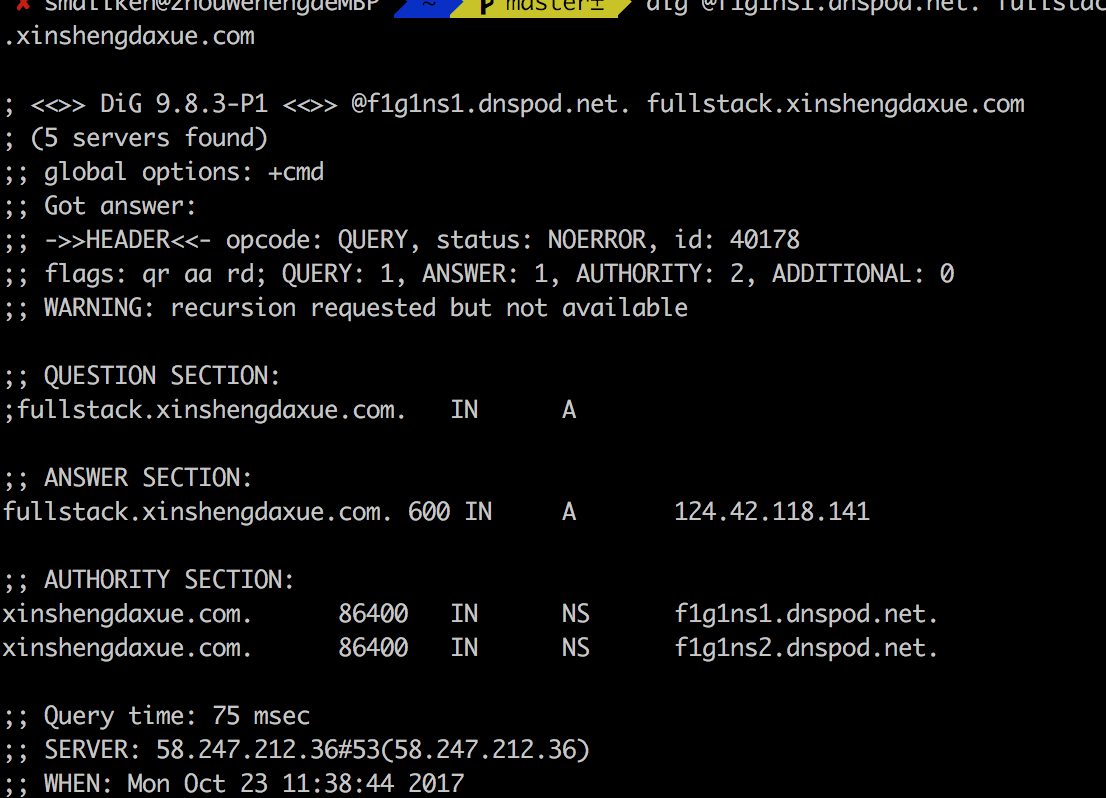 ✘ smallken@zhouwenengdeMBP ~ master± dig @f1g1ns1.dnspod.net. fullstac
.xinshengdaxue.com
; <<>> DiG 9.8.3-P1 <<>> @f1g1ns1.dnspod.net. fullstack.xinshengdaxue.com
; (5 servers found)
;; global options: +cmd
;; Got answer:
;; ->>HEADER<<- opcode: QUERY, status: NOERROR, id: 40178
;; flags: qr aa rd; QUERY: 1, ANSWER: 1, AUTHORITY: 2, ADDITIONAL: 0
;; WARNING: recursion requested but not available
;; QUESTION SECTION:
;fullstack.xinshengdaxue.com. IN A
;; ANSWER SECTION:
fullstack.xinshengdaxue.com. 600 IN A 124.42.118.141
;; AUTHORITY SECTION:
xinshengdaxue.com. 86400 IN NS f1g1ns1.dnspod.net.
xinshengdaxue.com. 86400 IN NS f1g1ns2.dnspod.net.
;; Query time: 75 msec
;; SERVER: 58.247.212.36#53(58.247.212.36)
;; WHEN: Mon Oct 23 11:38:44 2017